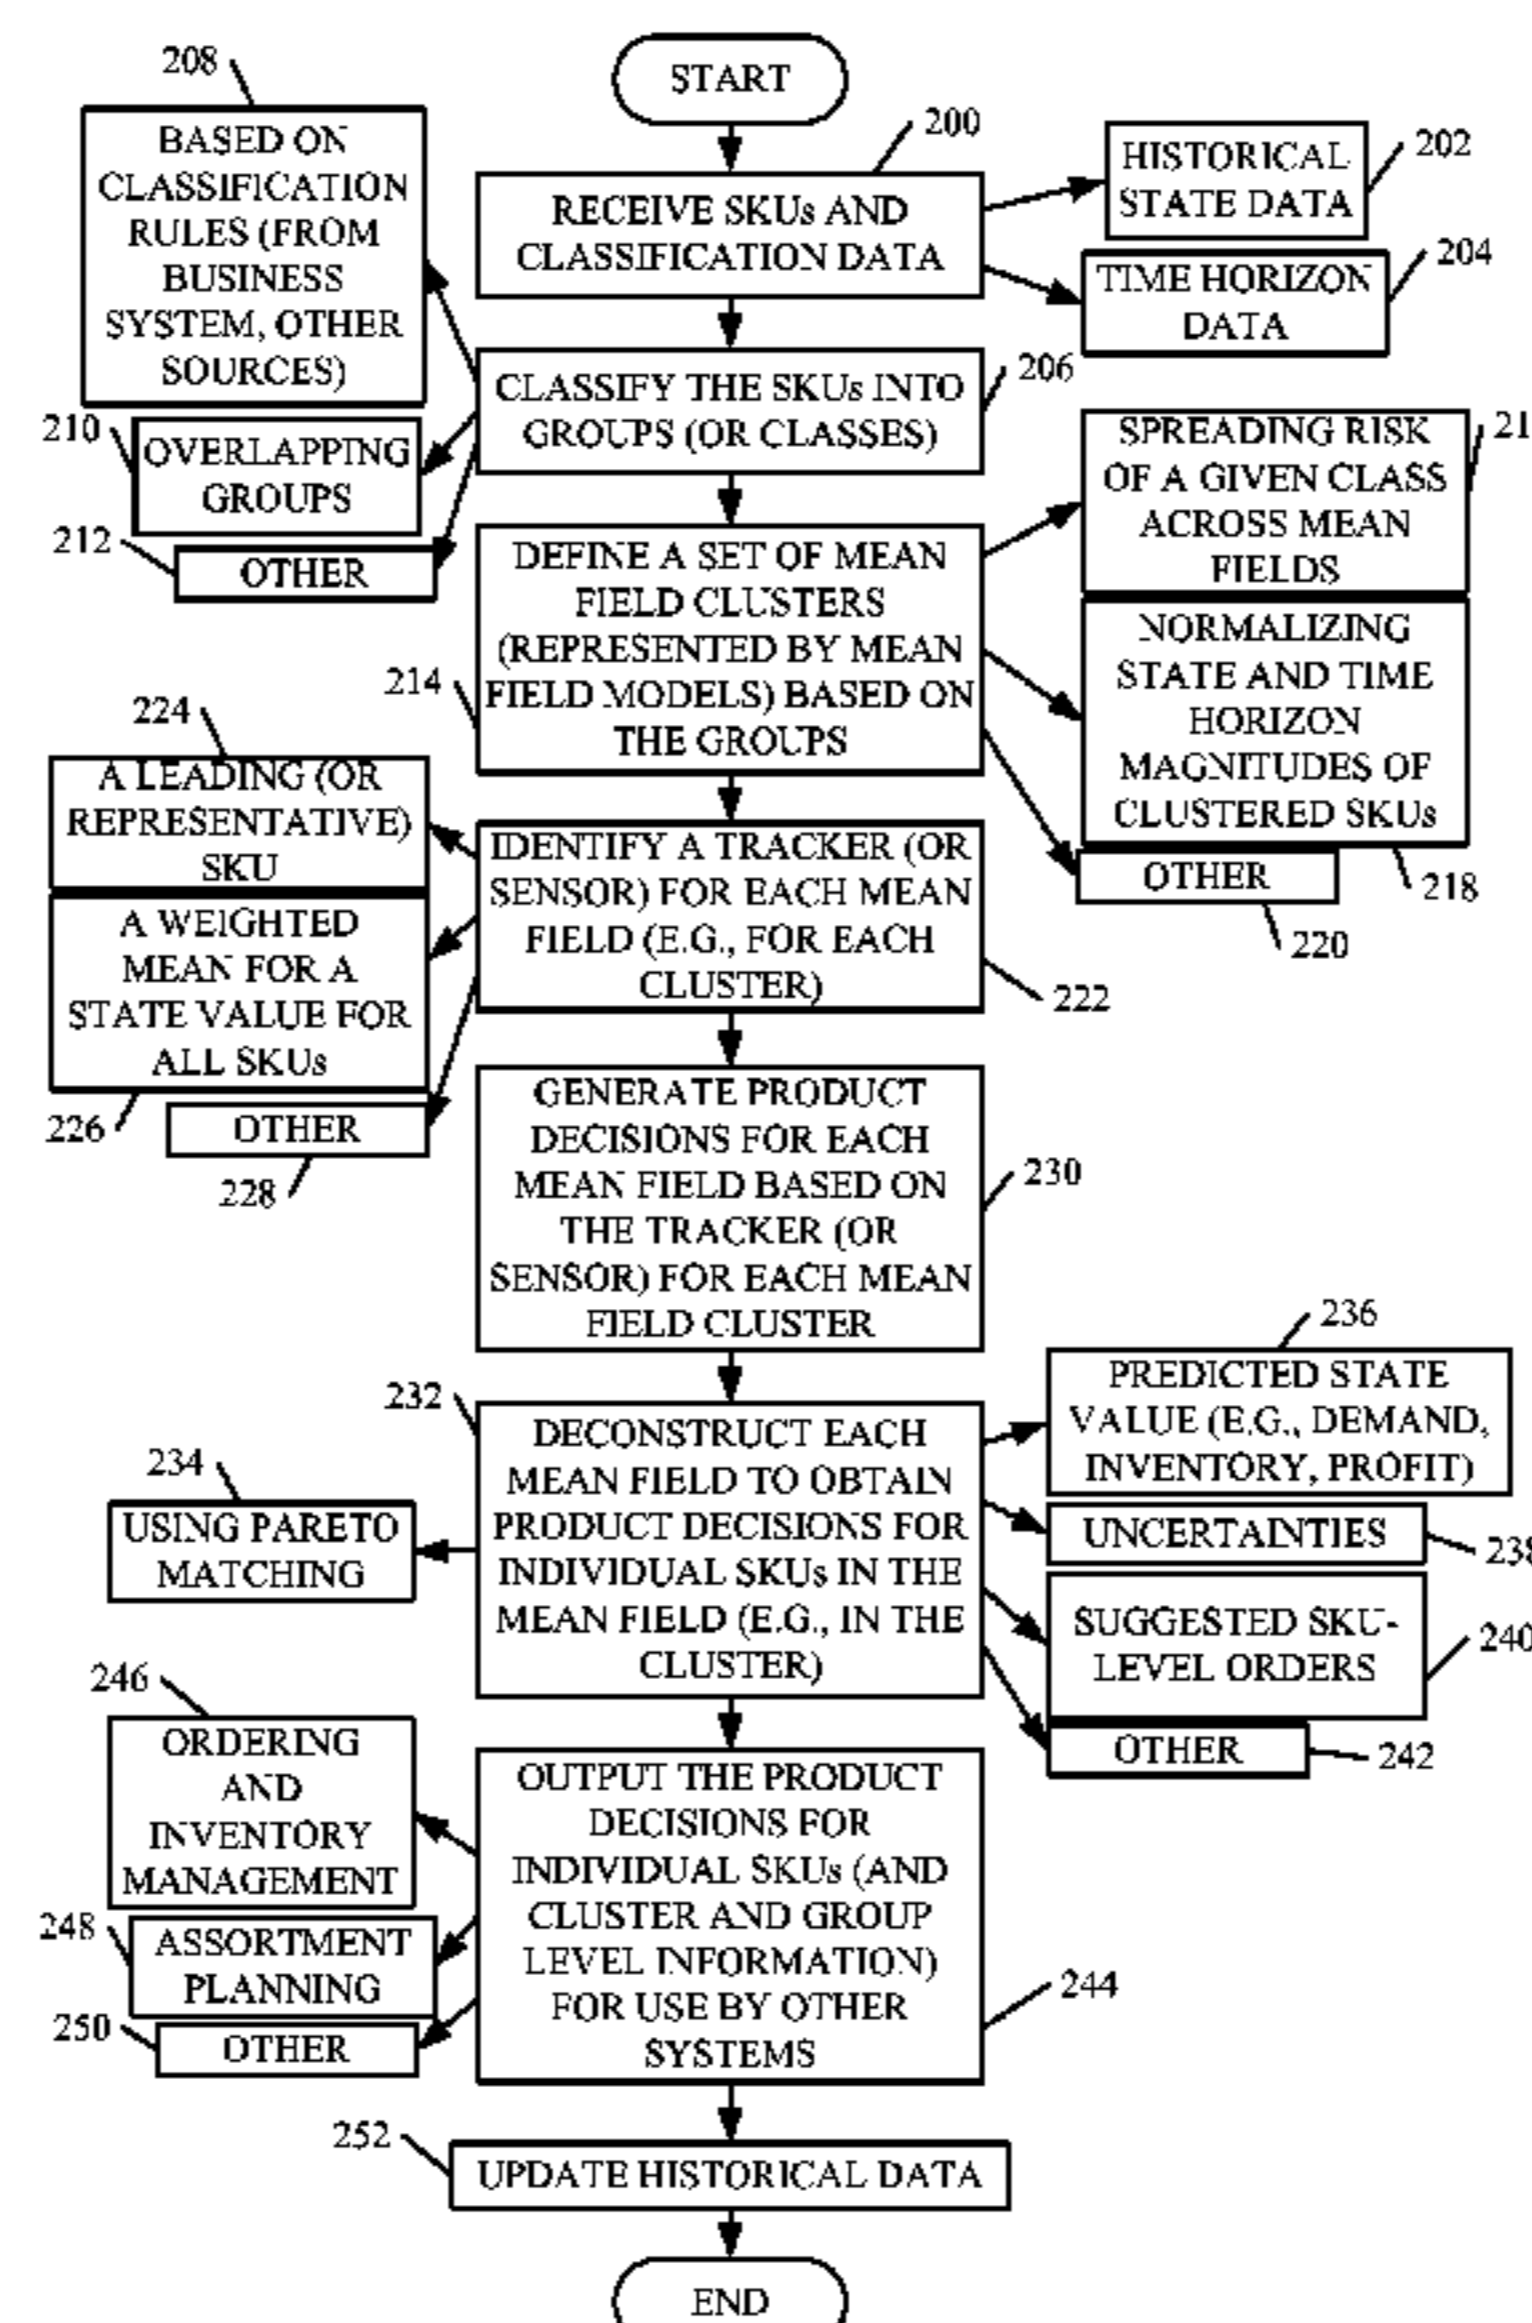 START
200
RECEIVE SKUs AND
CLASSIFICATION DATA
202
HISTORICAL
STATE DATA
204
TIME HORIZON
DATA
206
CLASSIFY THE SKUs INTO
GROUPS (OR CLASSES)
208
BASED ON
CLASSIFICATION
RULES (FROM
BUSINESS
SYSTEM, OTHER
SOURCES)
210
OVERLAPPING
GROUPS
212
OTHER
214
DEFINE A SET OF MEAN
FIELD CLUSTERS
(REPRESENTED BY MEAN
FIELD MODELS) BASED ON
THE GROUPS
21
SPREADING RISK
OF A GIVEN CLASS
ACROSS MEAN
FIELDS
NORMALIZING
STATE AND TIME
HORIZON
MAGNITUDES OF
CLUSTERED SKUs
218
OTHER
220
222
IDENTIFY A TRACKER (OR
SENSOR) FOR EACH MEAN
FIELD (E.G., FOR EACH
CLUSTER)
224
A LEADING (OR
REPRESENTATIVE)
SKU
A WEIGHTED
MEAN FOR A
STATE VALUE FOR
ALL SKUs
226
OTHER
228
GENERATE PRODUCT
DECISIONS FOR EACH
MEAN FIELD BASED ON
THE TRACKER (OR
SENSOR) FOR EACH MEAN
FIELD CLUSTER
230
232
DECONSTRUCT EACH
MEAN FIELD TO OBTAIN
PRODUCT DECISIONS FOR
INDIVIDUAL SKUs IN THE
MEAN FIELD (E.G., IN THE
CLUSTER)
234
USING PARETO
MATCHING
236
PREDICTED STATE
VALUE (E.G., DEMAND,
INVENTORY, PROFIT)
UNCERTAINTIES
238
SUGGESTED SKU-
LEVEL ORDERS
240
OTHER
242
OUTPUT THE PRODUCT
DECISIONS FOR
INDIVIDUAL SKUs (AND
CLUSTER AND GROUP
LEVEL INFORMATION)
FOR USE BY OTHER
SYSTEMS
244
246
ORDERING
AND
INVENTORY
MANAGEMENT
248
ASSORTMENT
PLANNING
250
OTHER
252
UPDATE HISTORICAL DATA
END